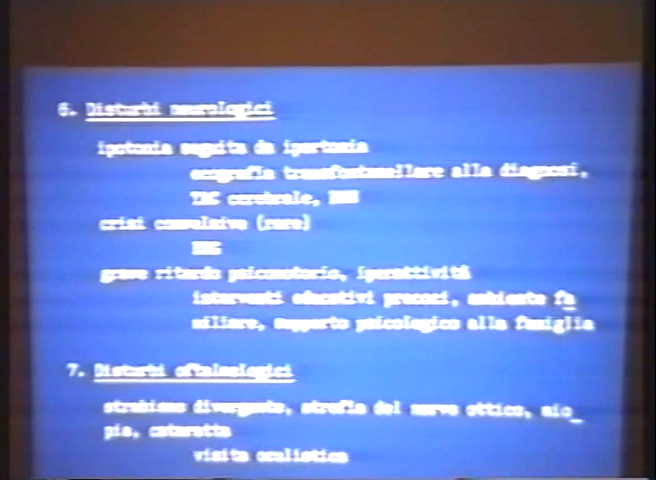 6. Disturbi neurologici
ipotonia seguita da ipertonia
ecografia transfontanellare alla diagnosi,
TAC cerebrale,
crisi convulsive (rare)
EEG
grave ritardo psicomotorio, iperattività
interventi educativi precoci, ambiente fa
miliare, supporto psicologico alla famiglia
7. Disturbi oftalmologici
strabismo divergente, atrofia del nervo ottico, mio_
pia, cataratta
visita oculistica